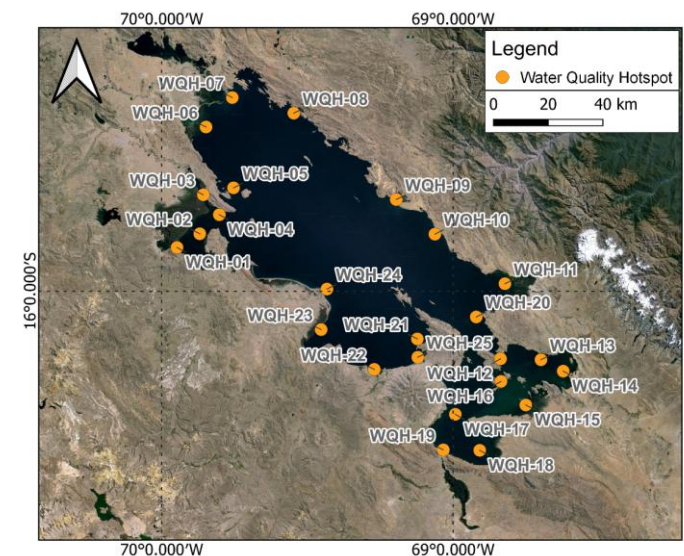 70°0.000'W 69°0.000'W
Legend
Water Quality Hotspot
0 20 40 km
WQH-07
WQH-08
WQH-06
WQH-05
WQH-03
WQH-09
WQH-02
WQH-04
WQH-10
WQH-01
WQH-11
WQH-24
16°0.000'S
WQH-20
WQH-23
WQH-21
WQH-25
WQH-13
WQH-22
WQH-12
WQH-14
WQH-16
WQH-15
WQH-17
WQH-19
WQH-18
70°0.000'W 69°0.000'W